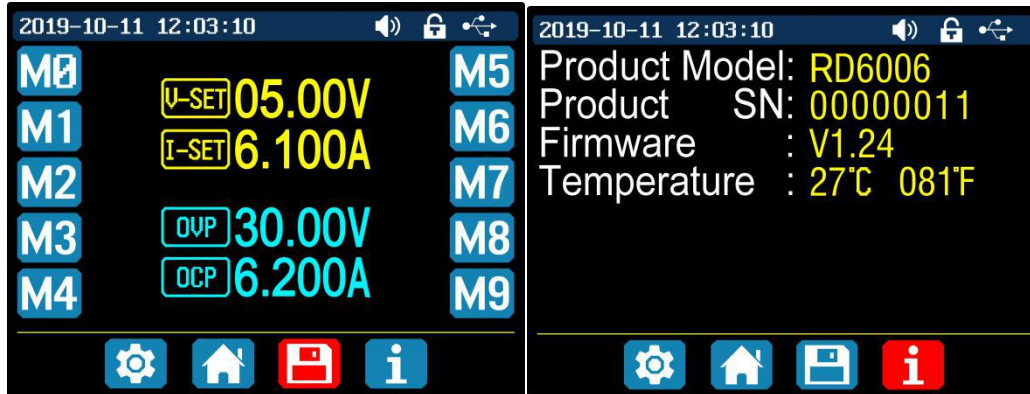 2019-10-11 12:03:10
M0
M1
M2
M3
M4
V-SET 05.00V
I-SET 6.100A
OVP 30.00V
OCP 6.200A
M5
M6
M7
M8
M9
i
2019-10-11 12:03:10
Product Model: RD6006
Product SN: 00000011
Firmware : V1.24
Temperature : 27℃ 081℉
i